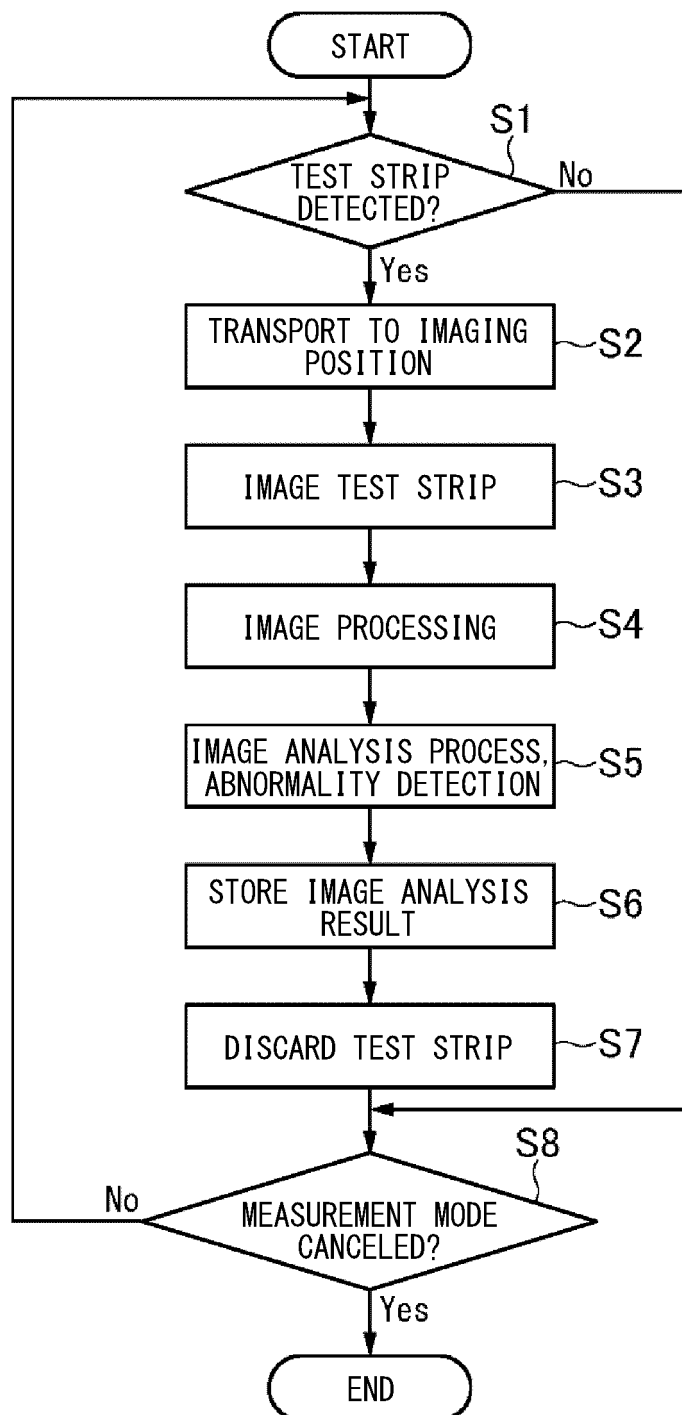 START
S1
TEST STRIP
DETECTED?
No
Yes
TRANSPORT TO IMAGING
POSITION
S2
IMAGE TEST STRIP
S3
IMAGE PROCESSING
S4
IMAGE ANALYSIS PROCESS,
ABNORMALITY DETECTION
S5
STORE IMAGE ANALYSIS
RESULT
S6
DISCARD TEST STRIP
S7
S8
No
MEASUREMENT MODE
CANCELED?
Yes
END